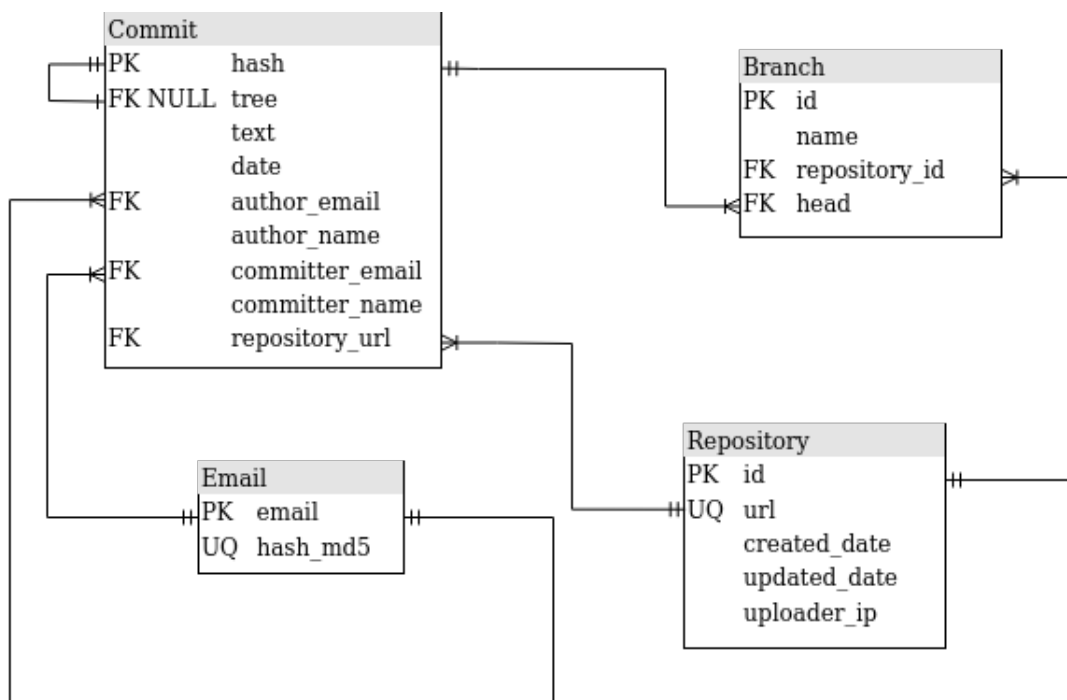 Commit
PK hash
FK NULL tree
text
date
FK author_email
author_name
FK committer_email
committer_name
FK repository_url
Branch
PK id
name
FK repository_id
FK head
Email
PK email
UQ hash_md5
Repository
PK id
UQ url
created_date
updated_date
uploader_ip